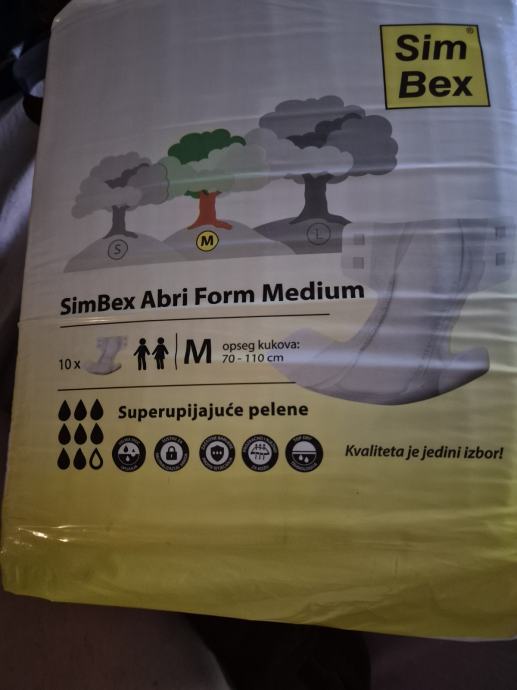 Sim®
Bex
S
M
L
SimBex Abri Form Medium
10 x
M
opseg kukova:
70 - 110 cm
Superupijajuće pelene
Kvaliteta je jedini izbor!